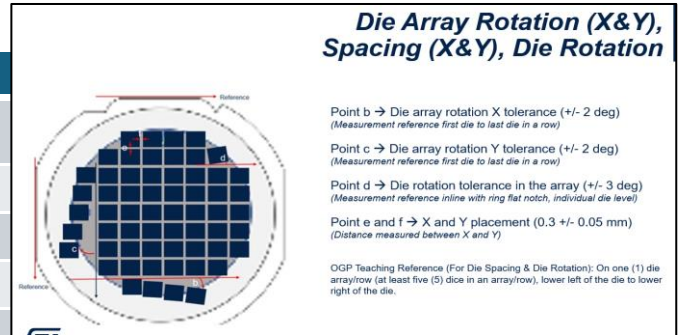 Die Array Rotation (X&Y),
Spacing (X&Y), Die Rotation
Reference
e
d
Point b → Die array rotation X tolerance (+/- 2 deg)
(Measurement reference first die to last die in a row)
Point c → Die array rotation Y tolerance (+/- 2 deg)
(Measurement reference first die to last die in a row)
Point d → Die rotation tolerance in the array (+/- 3 deg)
(Measurement reference inline with ring flat notch, individual die level)
Point e and f → X and Y placement (0.3 +/- 0.05 mm)
(Distance measured between X and Y)
c
b
Reference
OGP Teaching Reference (For Die Spacing & Die Rotation): On one (1) die
array/row (at least five (5) dice in an array/row), lower left of the die to lower
right of the die.